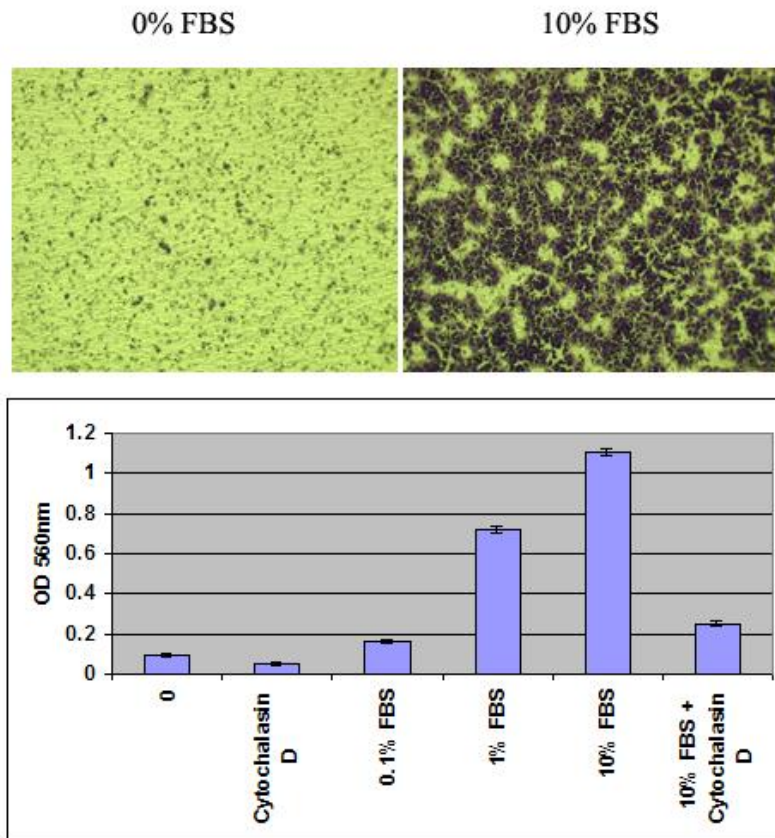 0% FBS
10% FBS
OD 560nm
1.2
1
0.8
0.6
0.4
0.2
0
0
Cytochalasin
D
0.1% FBS
1% FBS
10% FBS
10% FBS +
Cytochalasin
D